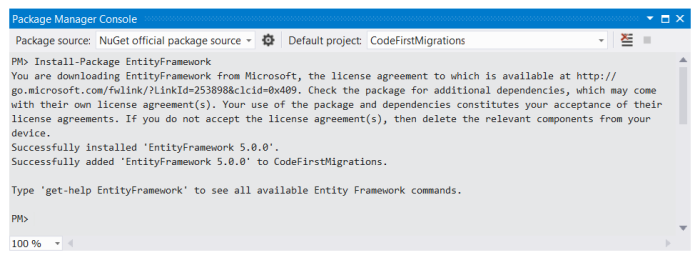 Package Manager Console
Package source: NuGet official package source Default project: CodeFirstMigrations
PM> Install-Package EntityFramework
You are downloading EntityFramework from Microsoft, the license agreement to which is available at http://
go.microsoft.com/fwlink/?LinkId=253898&clcid=0x409. Check the package for additional dependencies, which may come
with their own license agreement(s). Your use of the package and dependencies constitutes your acceptance of their
license agreements. If you do not accept the license agreement(s), then delete the relevant components from your
device.
Successfully installed 'EntityFramework 5.0.0'.
Successfully added 'EntityFramework 5.0.0' to CodeFirstMigrations.
Type 'get-help EntityFramework' to see all available Entity Framework commands.
PM>
100 %